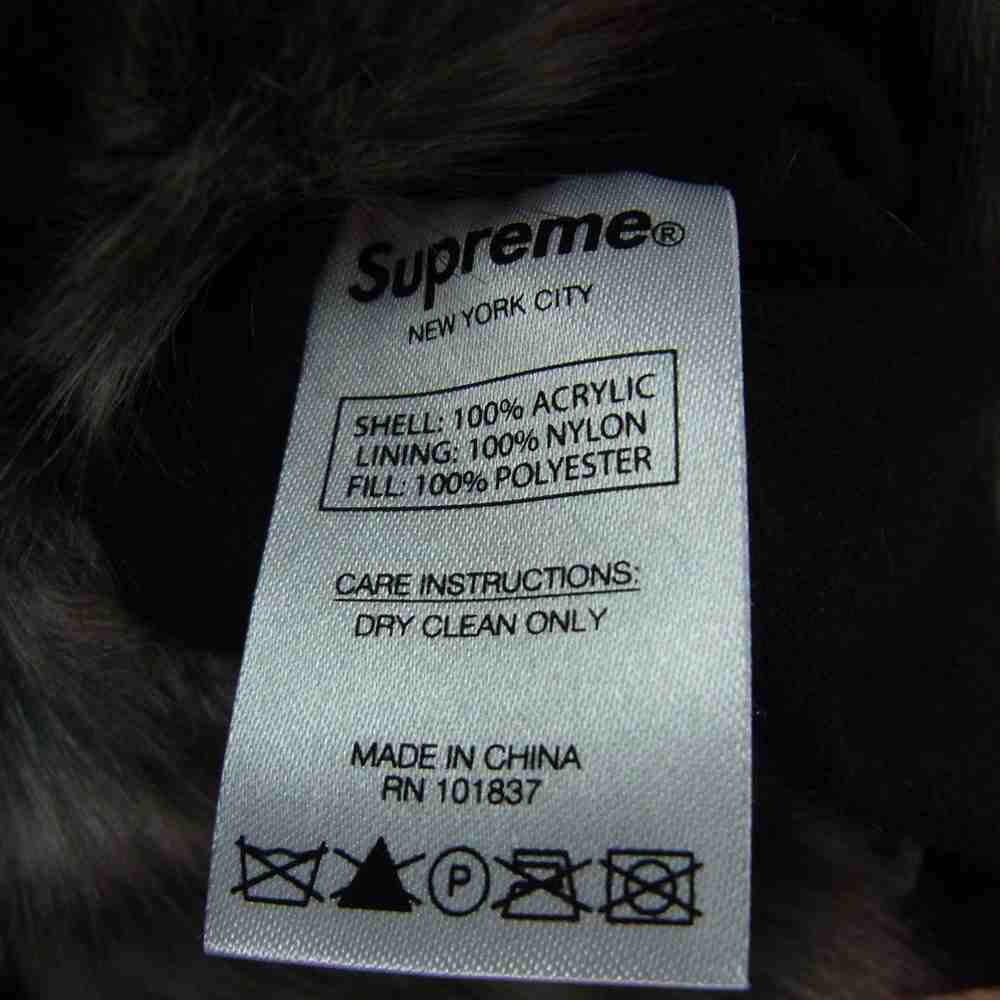 Supreme®
NEW YORK CITY
SHELL: 100% ACRYLIC
LINING: 100% NYLON
FILL: 100% POLYESTER
CARE INSTRUCTIONS:
DRY CLEAN ONLY
MADE IN CHINA
RN 101837
P